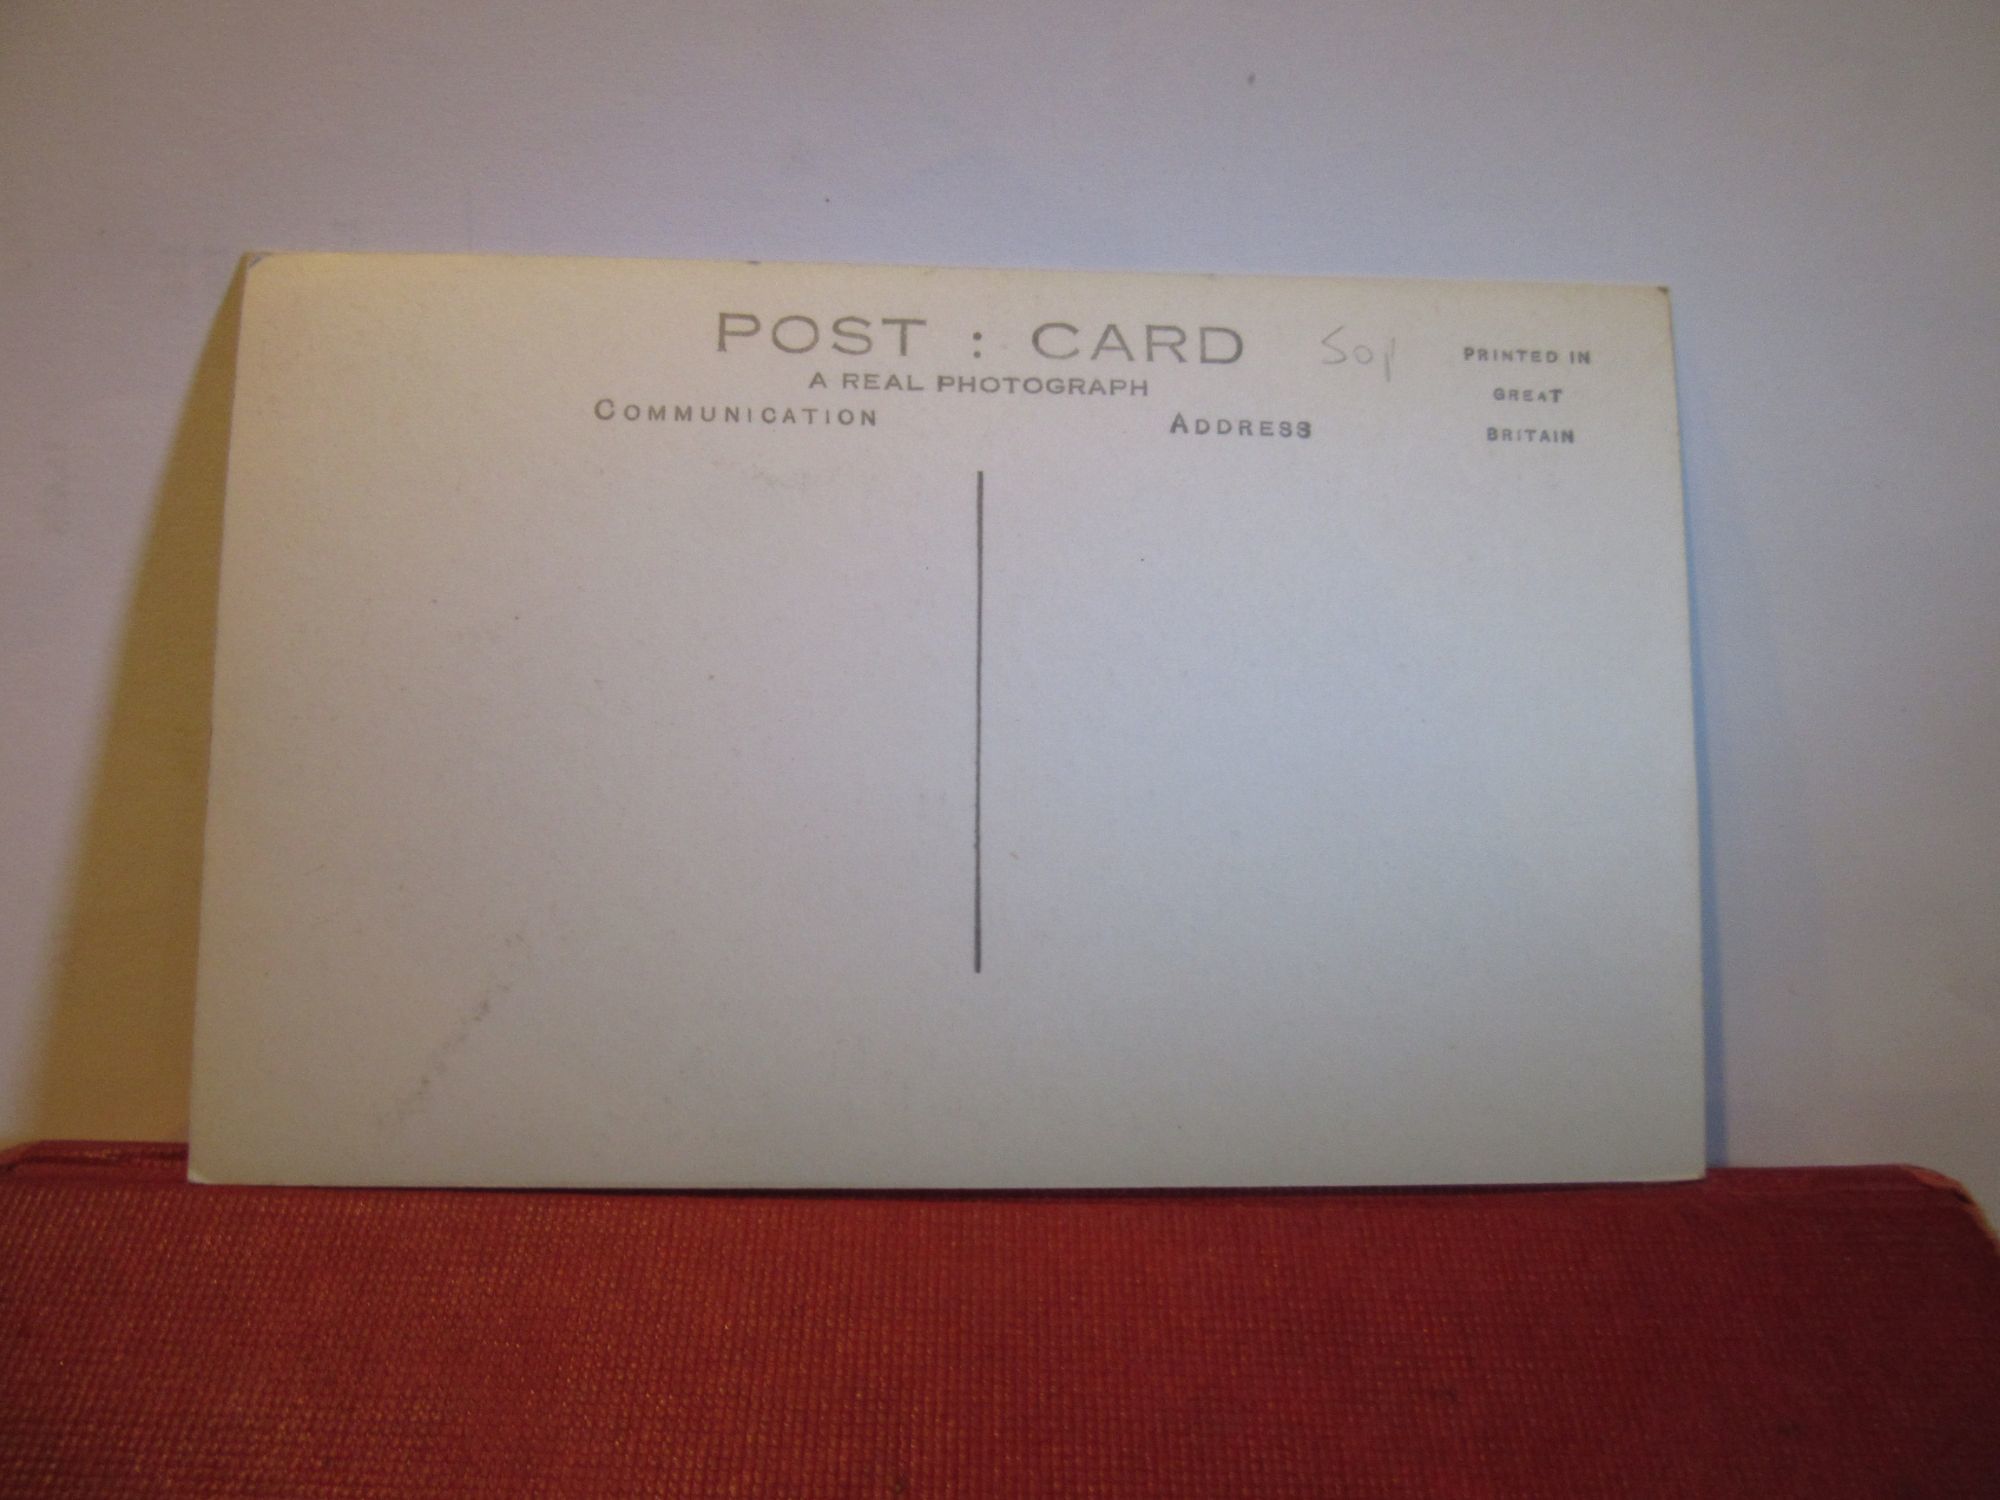 POST : CARD
A REAL PHOTOGRAPH
COMMUNICATION
ADDRESS
50p
PRINTED IN
GREAT
BRITAIN